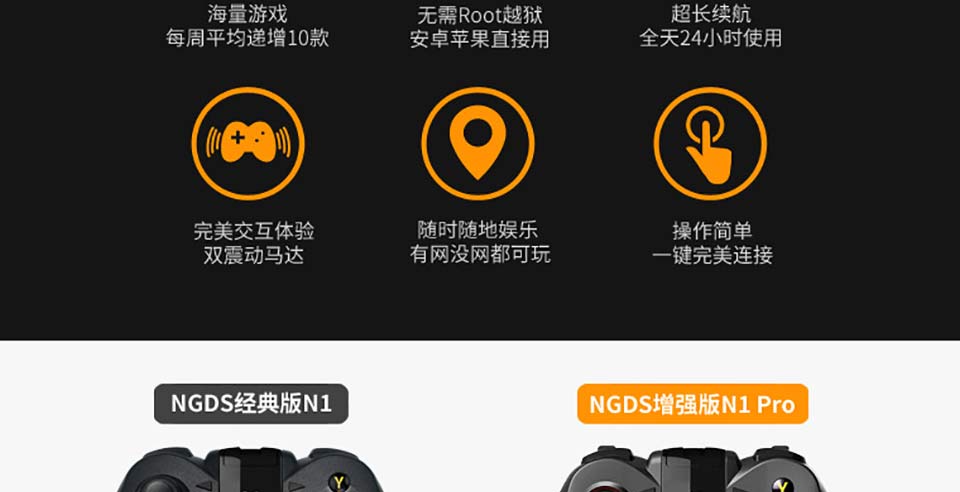 海量游戏
每周平均递增10款
无需Root越狱
安卓苹果直接用
超长续航
全天24小时使用
完美交互体验
双震动马达
随时随地娱乐
有网没网都可玩
操作简单
一键完美连接
NGDS经典版N1
NGDS增强版N1 Pro
Y
Y